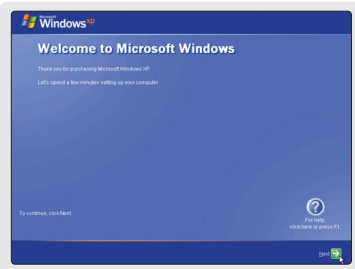 Microsoft
Windows xp
Welcome to Microsoft Windows
Thank you for purchasing Microsoft Windows XP.
Let's spend a few minutes setting up your computer.
To continue, click Next.
For help,
click here or press F1.
Next